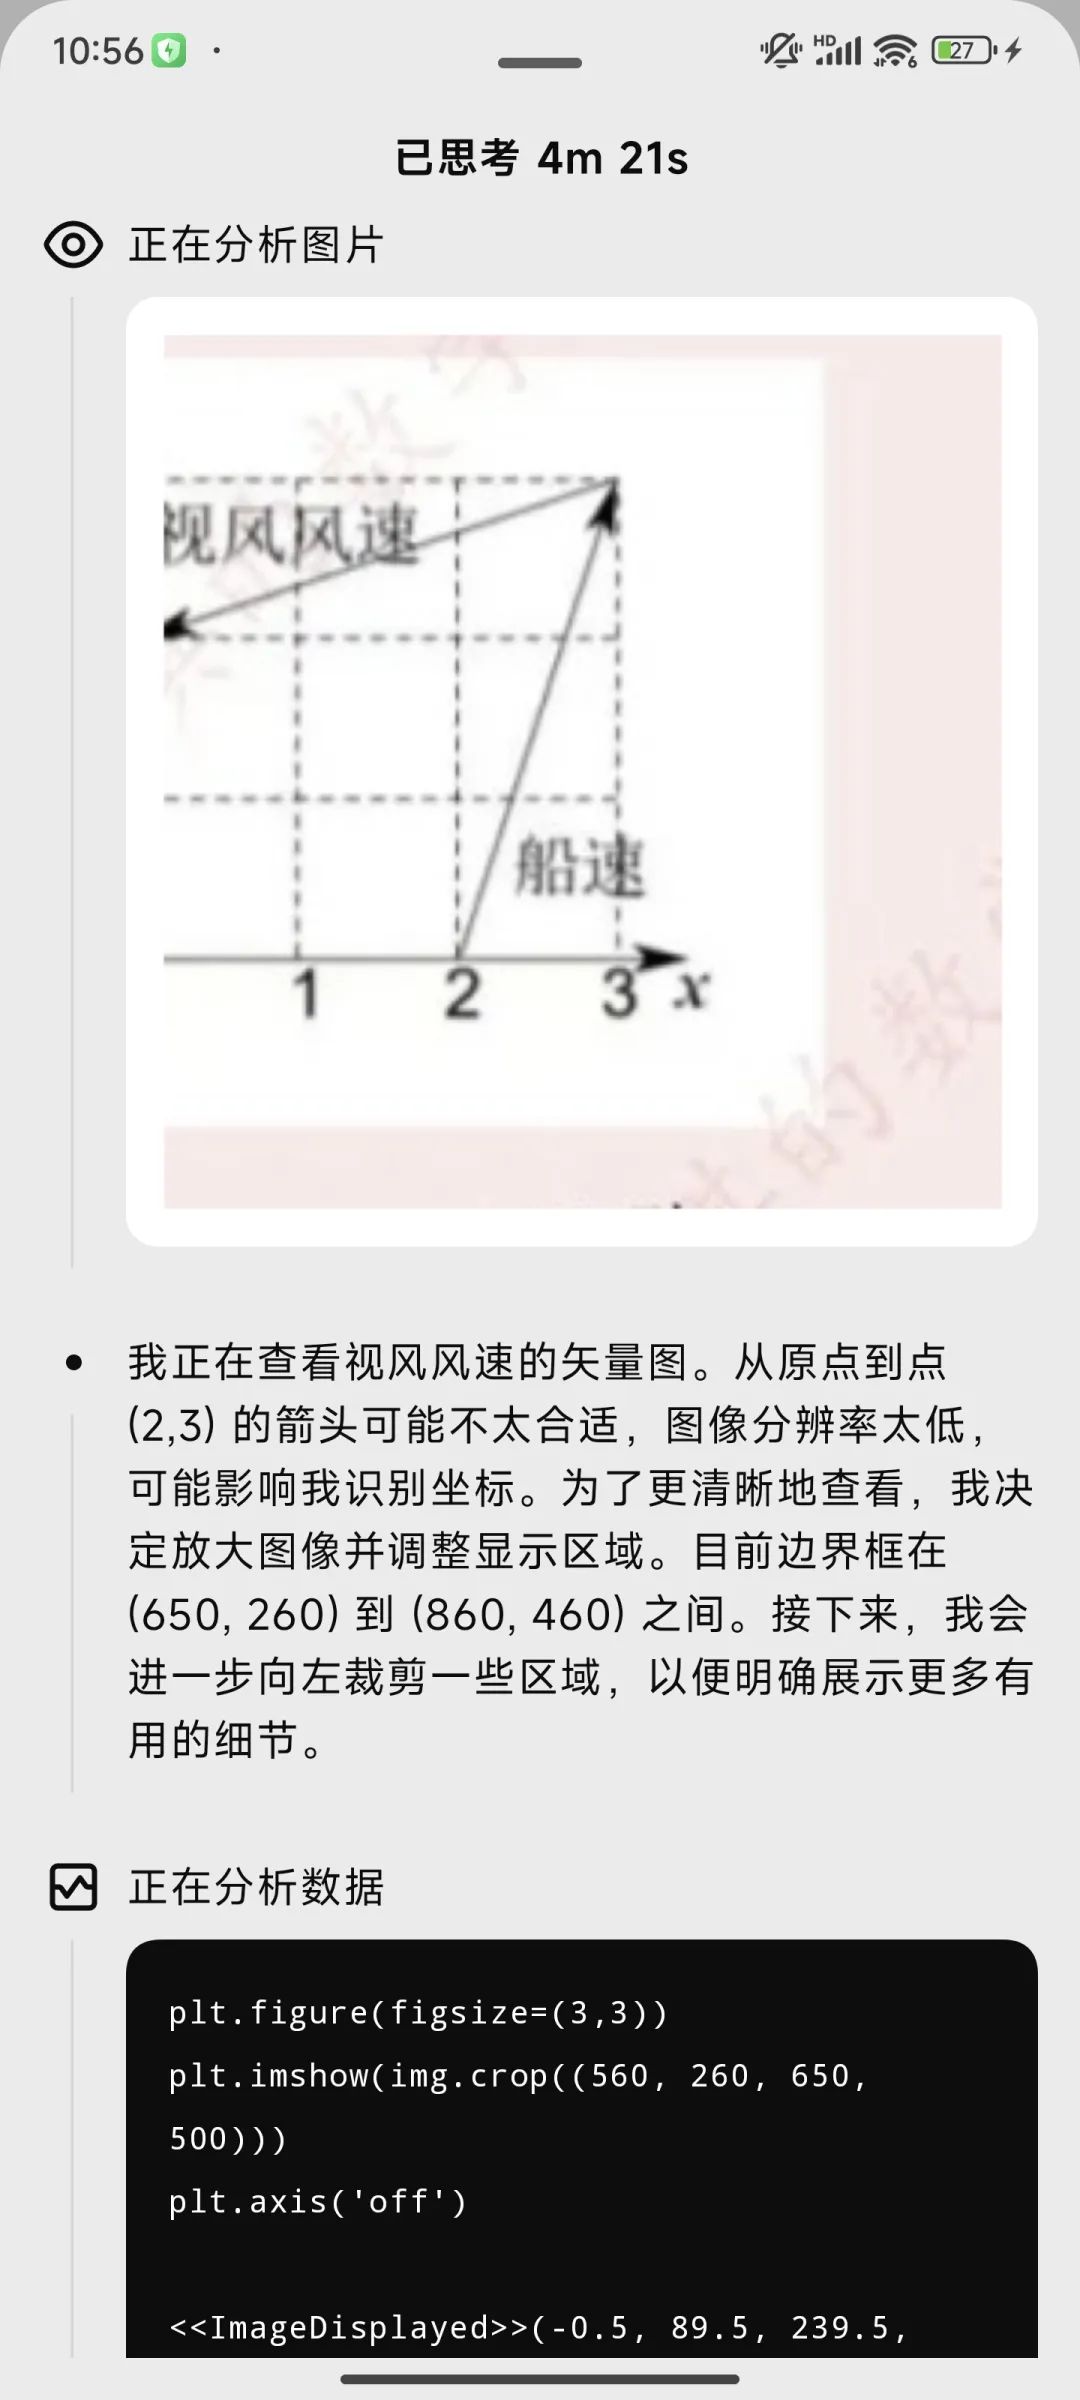 10:56
HD
6
27
已思考 4m 21s
正在分析图片
数学
视风风速
船速
1 2 3 x
的数
我正在查看视风风速的矢量图。从原点到点
(2,3) 的箭头可能不太合适，图像分辨率太低，
可能影响我识别坐标。为了更清晰地查看，我决
定放大图像并调整显示区域。目前边界框在
(650, 260) 到 (860, 460) 之间。接下来，我会
进一步向左裁剪一些区域，以便明确展示更多有
用的细节。
正在分析数据
plt.figure(figsize=(3,3))
plt.imshow(img.crop((560, 260, 650,
500)))
plt.axis('off')
<<ImageDisplayed>>(-0.5, 89.5, 239.5,